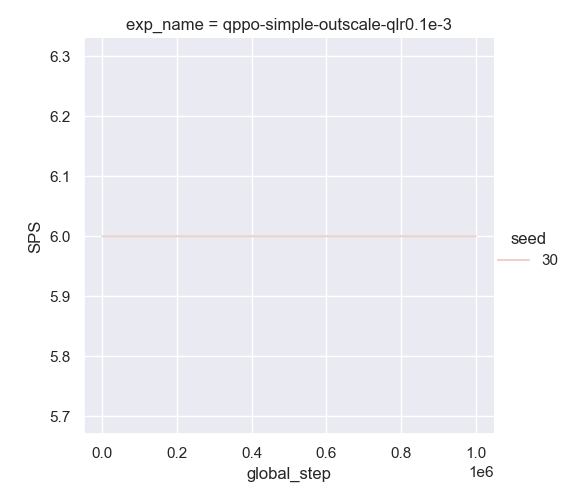 exp_name = qppo-simple-outscale-qlr0.1e-3
6.3
6.2
6.1
6.0
5.9
5.8
5.7
SPS
0.0 0.2 0.4 0.6 0.8 1.0
1e6
global_step
seed
30